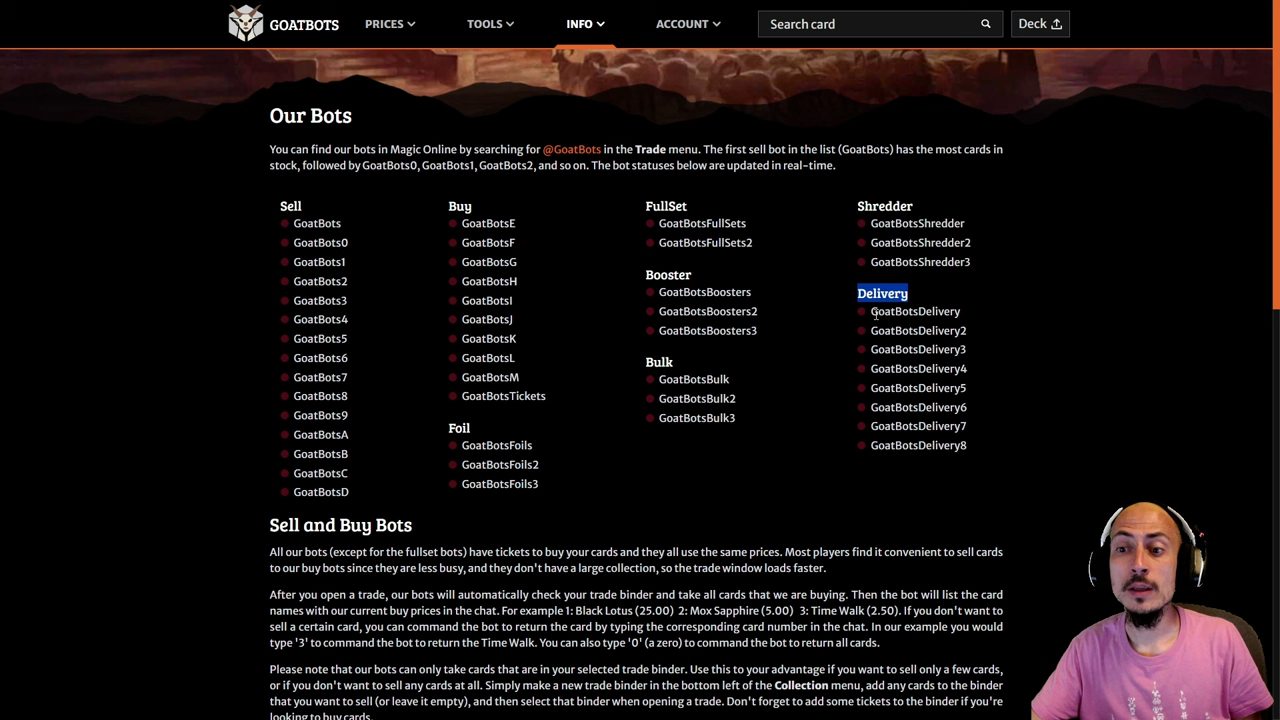 GOATBOTS
PRICES
TOOLS
INFO
ACCOUNT
Search card
Deck
Our Bots
You can find our bots in Magic Online by searching for @GoatBots in the Trade menu. The first sell bot in the list (GoatBots) has the most cards in
stock, followed by GoatBots0, GoatBots1, GoatBots2, and so on. The bot statuses below are updated in real-time.
Sell
GoatBots
GoatBots0
GoatBots1
GoatBots2
GoatBots3
GoatBots4
GoatBots5
GoatBots6
GoatBots7
GoatBots8
GoatBots9
GoatBotsA
GoatBotsB
GoatBotsC
GoatBotsD
Buy
GoatBotsE
GoatBotsF
GoatBotsG
GoatBotsH
GoatBotsI
GoatBotsJ
GoatBotsK
GoatBotsL
GoatBotsM
GoatBotsTickets
Foil
GoatBotsFoils
GoatBotsFoils2
GoatBotsFoils3
FullSet
GoatBotsFullSets
GoatBotsFullSets2
Booster
GoatBotsBoosters
GoatBotsBoosters2
GoatBotsBoosters3
Bulk
GoatBotsBulk
GoatBotsBulk2
GoatBotsBulk3
Shredder
GoatBotsShredder
GoatBotsShredder2
GoatBotsShredder3
Delivery
GoatBotsDelivery
GoatBotsDelivery2
GoatBotsDelivery3
GoatBotsDelivery4
GoatBotsDelivery5
GoatBotsDelivery6
GoatBotsDelivery7
GoatBotsDelivery8
Sell and Buy Bots
All our bots (except for the fullset bots) have tickets to buy your cards and they all use the same prices. Most players find it convenient to sell cards
to our buy bots since they are less busy, and they don't have a large collection, so the trade window loads faster.
After you open a trade, our bots will automatically check your trade binder and take all cards that we are buying. Then the bot will list the card
names with our current buy prices in the chat. For example 1: Black Lotus (25.00) 2: Mox Sapphire (5.00) 3: Time Walk (2.50). If you don't want to
sell a certain card, you can command the bot to return the card by typing the corresponding card number in the chat. In our example you would
type '3' to command the bot to return the Time Walk. You can also type '0' (a zero) to command the bot to return all cards.
Please note that our bots can only take cards that are in your selected trade binder. Use this to your advantage if you want to sell only a few cards,
or if you don't want to sell any cards at all. Simply make a new trade binder in the bottom left of the Collection menu, add any cards to the binder
that you want to sell (or leave it empty), and then select that binder when opening a trade. Don't forget to add some tickets to the binder if you're
looking to buy cards.